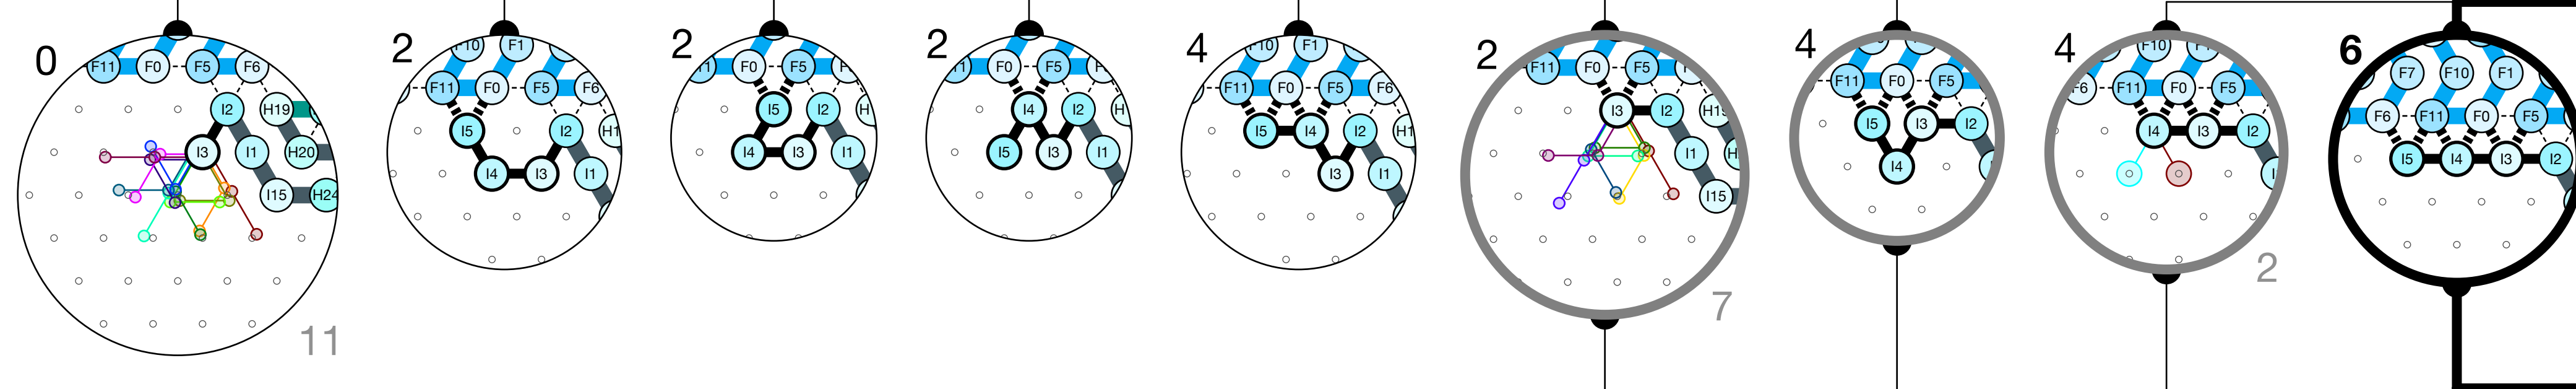 0 F11 F0 F5 F6 I2 H19 I3 I1 H20 I15 H24 11
2 F10 F1 F11 F0 F5 F6 I5 I2 I4 I3 I1
2 F0 F5 I5 I2 I4 I3 I1
2 F0 F5 I4 I2 I5 I3 I1
4 F10 F1 F11 F0 F5 F6 I5 I4 I2 I3 I1
2 F11 F0 F5 I3 I2 I1 I15 7
4 F11 F0 F5 I5 I3 I2 I4
4 F10 F6 F11 F0 F5 I4 I3 I2 2
6 F7 F10 F1 F6 F11 F0 F5 I5 I4 I3 I2